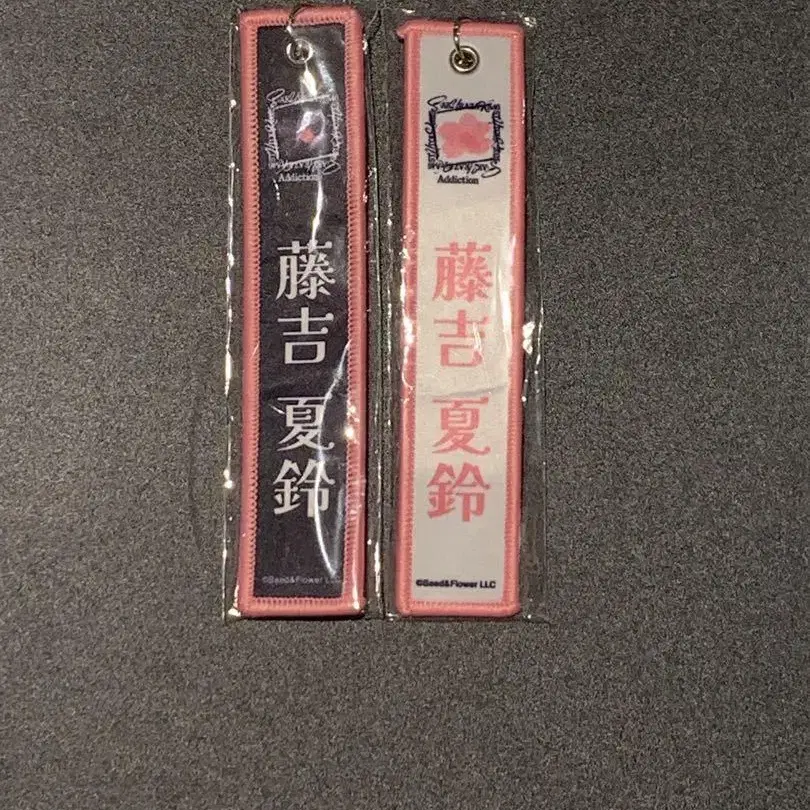 Addiction
藤吉 夏鈴
©Seed&Flower LLC
Addiction
藤吉 夏鈴
©Seed&Flower LLC